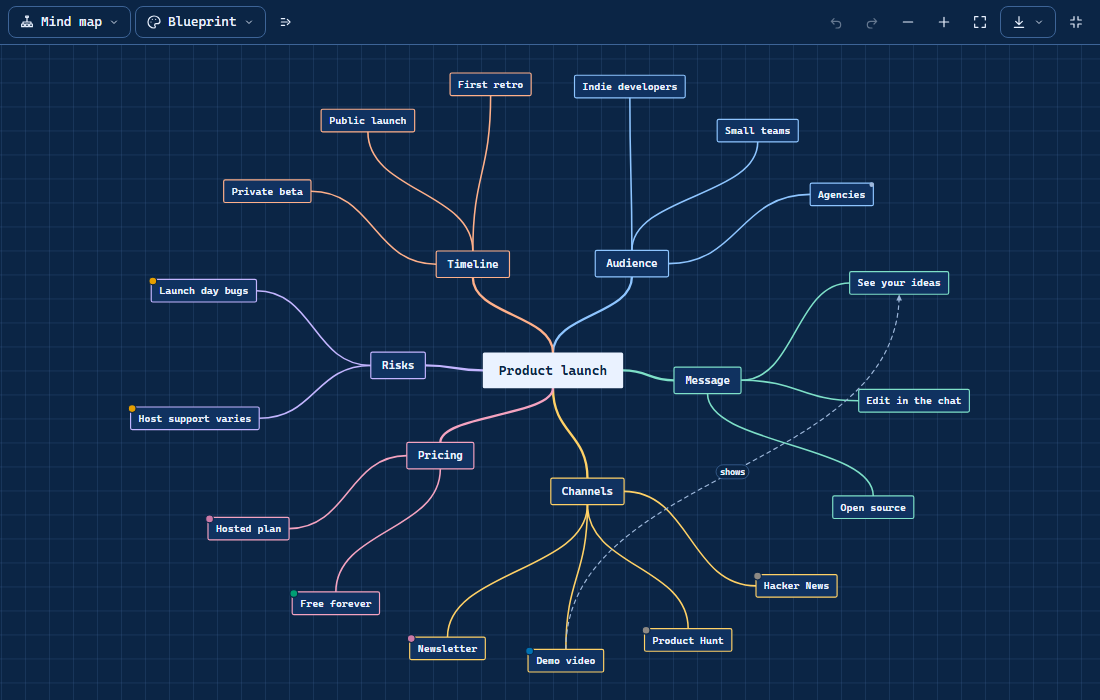 Mind map
Blueprint
First retro
Indie developers
Public launch
Small teams
Private beta
Agencies
Timeline
Audience
Launch day bugs
See your ideas
Risks
Product launch
Message
Edit in the chat
Host support varies
Pricing
shows
Channels
Open source
Hosted plan
Hacker News
Free forever
Product Hunt
Newsletter
Demo video